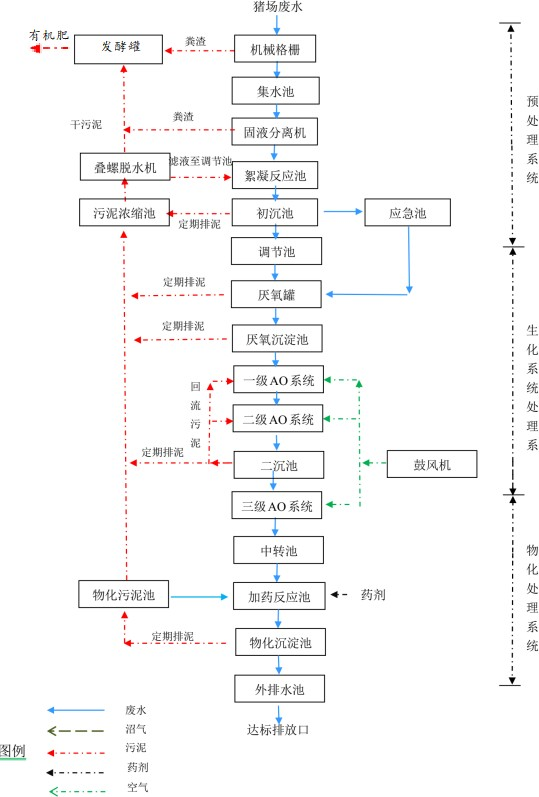 猪场废水
有机肥
发酵罐
粪渣
机械格栅
集水池
预处理系统
干污泥
粪渣
固液分离机
叠螺脱水机
滤液至调节池
絮凝反应池
污泥浓缩池
定期排泥
初沉池
应急池
调节池
定期排泥
厌氧罐
定期排泥
厌氧沉淀池
生化系统处理系
回流污泥
一级AO系统
二级AO系统
定期排泥
二沉池
鼓风机
三级AO系统
中转池
物化处理系统
物化污泥池
加药反应池
药剂
定期排泥
物化沉淀池
外排水池
达标排放口
图例
废水
沼气
污泥
药剂
空气